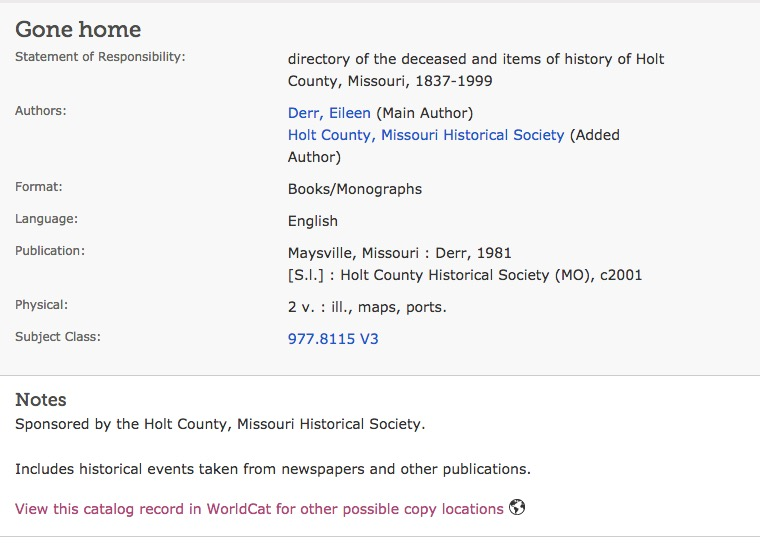 Gone home
Statement of Responsibility:
directory of the deceased and items of history of Holt
County, Missouri, 1837-1999
Authors:
Derr, Eileen (Main Author)
Holt County, Missouri Historical Society (Added
Author)
Format:
Books/Monographs
Language:
English
Publication:
Maysville, Missouri : Derr, 1981
[S.l.] : Holt County Historical Society (MO), c2001
Physical:
2 v. : ill., maps, ports.
Subject Class:
977.8115 V3
Notes
Sponsored by the Holt County, Missouri Historical Society.
Includes historical events taken from newspapers and other publications.
View this catalog record in WorldCat for other possible copy locations